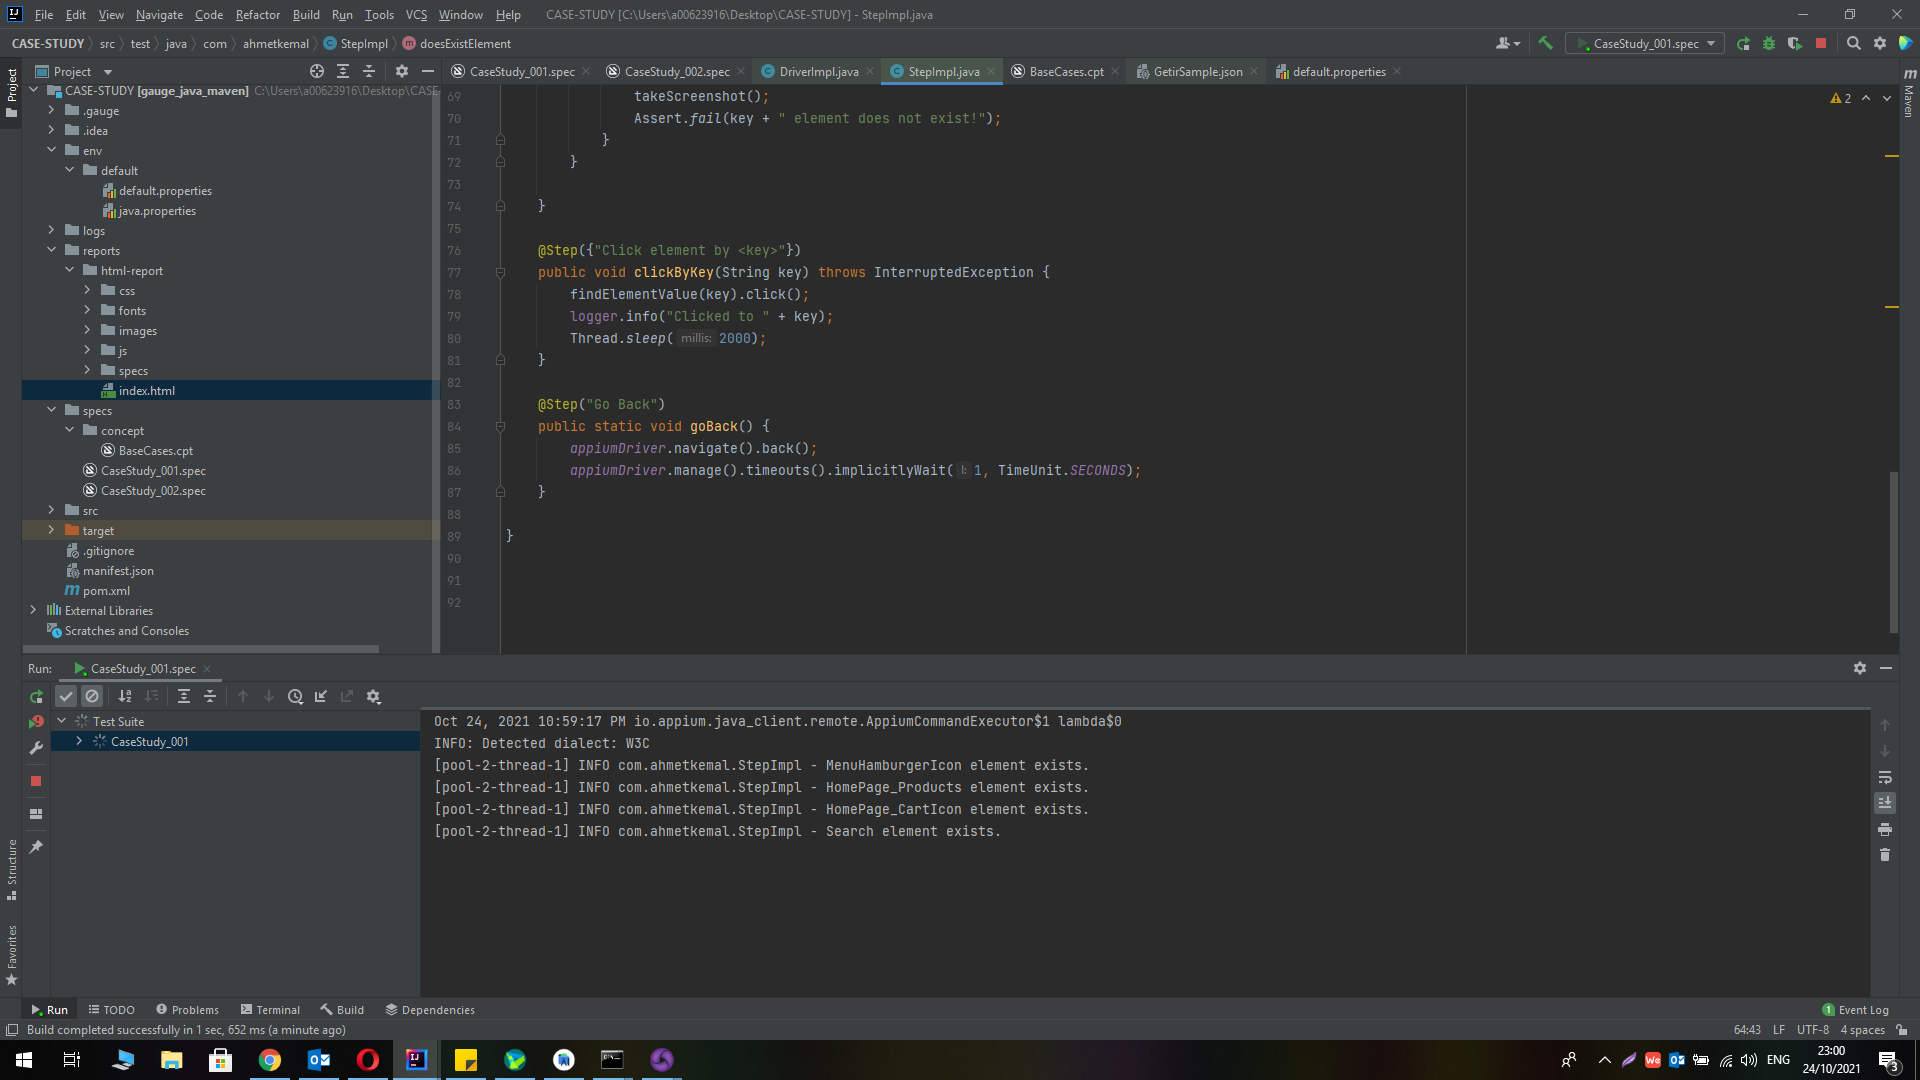 File Edit View Navigate Code Refactor Build Run Tools VCS Window Help CASE-STUDY [C:\Users\a00623916\Desktop\CASE-STUDY] - StepImpl.java
CASE-STUDY src test java com ahmetkemal StepImpl doesExistElement
CaseStudy_001.spec
Project
CaseStudy_001.spec CaseStudy_002.spec DriverImpl.java StepImpl.java BaseCases.cpt GetirSample.json default.properties
Project
Maven
CASE-STUDY [gauge_java_maven] C:\Users\a00623916\Desktop\CASE-
.gauge
.idea
env
default
default.properties
java.properties
logs
reports
html-report
css
fonts
images
js
specs
index.html
specs
concept
BaseCases.cpt
CaseStudy_001.spec
CaseStudy_002.spec
src
target
.gitignore
manifest.json
pom.xml
External Libraries
Scratches and Consoles
2
69 takeScreenshot();
70 Assert.fail(key + " element does not exist!");
71 }
72 }
73
74 }
75
76 @Step({"Click element by <key>"})
77 public void clickByKey(String key) throws InterruptedException {
78 findElementValue(key).click();
79 logger.info("Clicked to " + key);
80 Thread.sleep( millis: 2000);
81 }
82
83 @Step("Go Back")
84 public static void goBack() {
85 appiumDriver.navigate().back();
86 appiumDriver.manage().timeouts().implicitlyWait( l: 1, TimeUnit.SECONDS);
87 }
88
89 }
90
91
92
Run: CaseStudy_001.spec
Test Suite
CaseStudy_001
Oct 24, 2021 10:59:17 PM io.appium.java_client.remote.AppiumCommandExecutor$1 lambda$0
INFO: Detected dialect: W3C
[pool-2-thread-1] INFO com.ahmetkemal.StepImpl - MenuHamburgerIcon element exists.
[pool-2-thread-1] INFO com.ahmetkemal.StepImpl - HomePage_Products element exists.
[pool-2-thread-1] INFO com.ahmetkemal.StepImpl - HomePage_CartIcon element exists.
[pool-2-thread-1] INFO com.ahmetkemal.StepImpl - Search element exists.
Structure
Favorites
Run TODO Problems Terminal Build Dependencies 1 Event Log
Build completed successfully in 1 sec, 652 ms (a minute ago) 64:43 LF UTF-8 4 spaces
ENG 23:00
24/10/2021 3